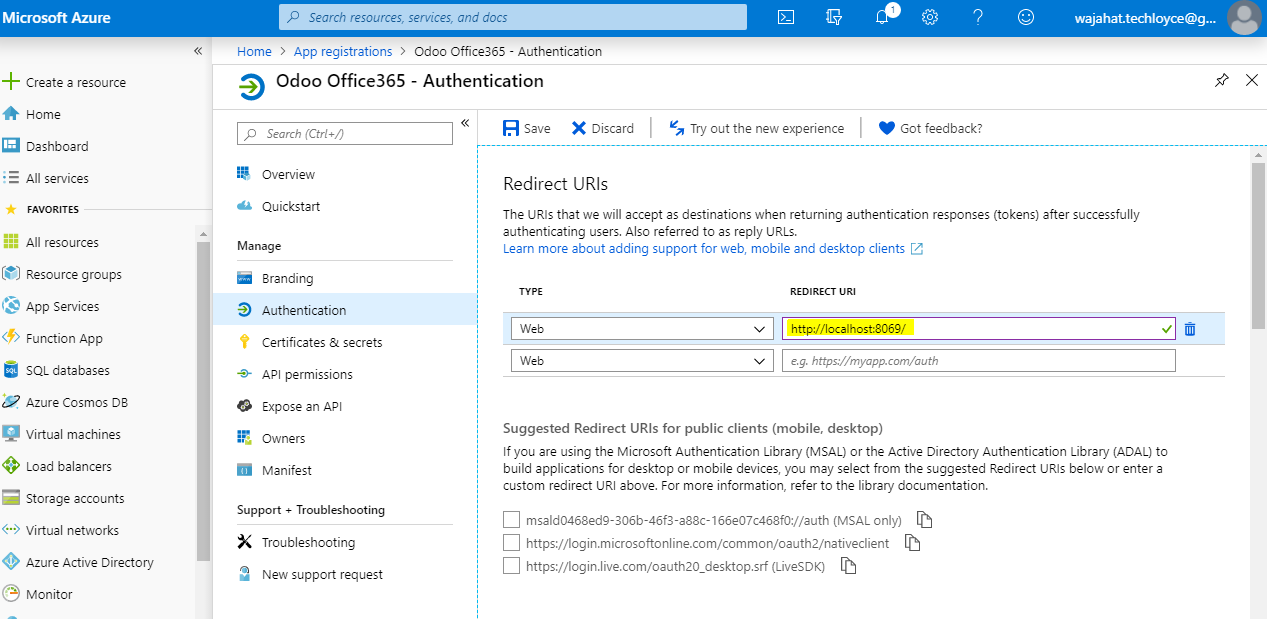 Microsoft Azure
Search resources, services, and docs
1
wajahat.techloyce@g...
Home > App registrations > Odoo Office365 - Authentication
Odoo Office365 - Authentication
Create a resource
Home
Dashboard
All services
FAVORITES
All resources
Resource groups
App Services
Function App
SQL databases
Azure Cosmos DB
Virtual machines
Load balancers
Storage accounts
Virtual networks
Azure Active Directory
Monitor
Search (Ctrl+/)
Overview
Quickstart
Manage
Branding
Authentication
Certificates & secrets
API permissions
Expose an API
Owners
Manifest
Support + Troubleshooting
Troubleshooting
New support request
Save
Discard
Try out the new experience
Got feedback?
Redirect URIs
The URIs that we will accept as destinations when returning authentication responses (tokens) after successfully
authenticating users. Also referred to as reply URLs.
Learn more about adding support for web, mobile and desktop clients
TYPE
REDIRECT URI
Web
http://localhost:8069/
Web
e.g. https://myapp.com/auth
Suggested Redirect URIs for public clients (mobile, desktop)
If you are using the Microsoft Authentication Library (MSAL) or the Active Directory Authentication Library (ADAL) to
build applications for desktop or mobile devices, you may select from the suggested Redirect URIs below or enter a
custom redirect URI above. For more information, refer to the library documentation.
msald0468ed9-306b-46f3-a88c-166e07c468f0://auth (MSAL only)
https://login.microsoftonline.com/common/oauth2/nativeclient
https://login.live.com/oauth20_desktop.srf (LiveSDK)